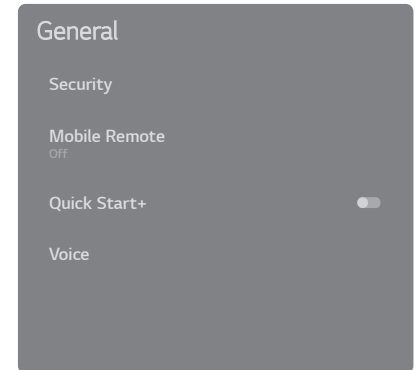 General
Security
Mobile Remote
Off
Quick Start+
Voice